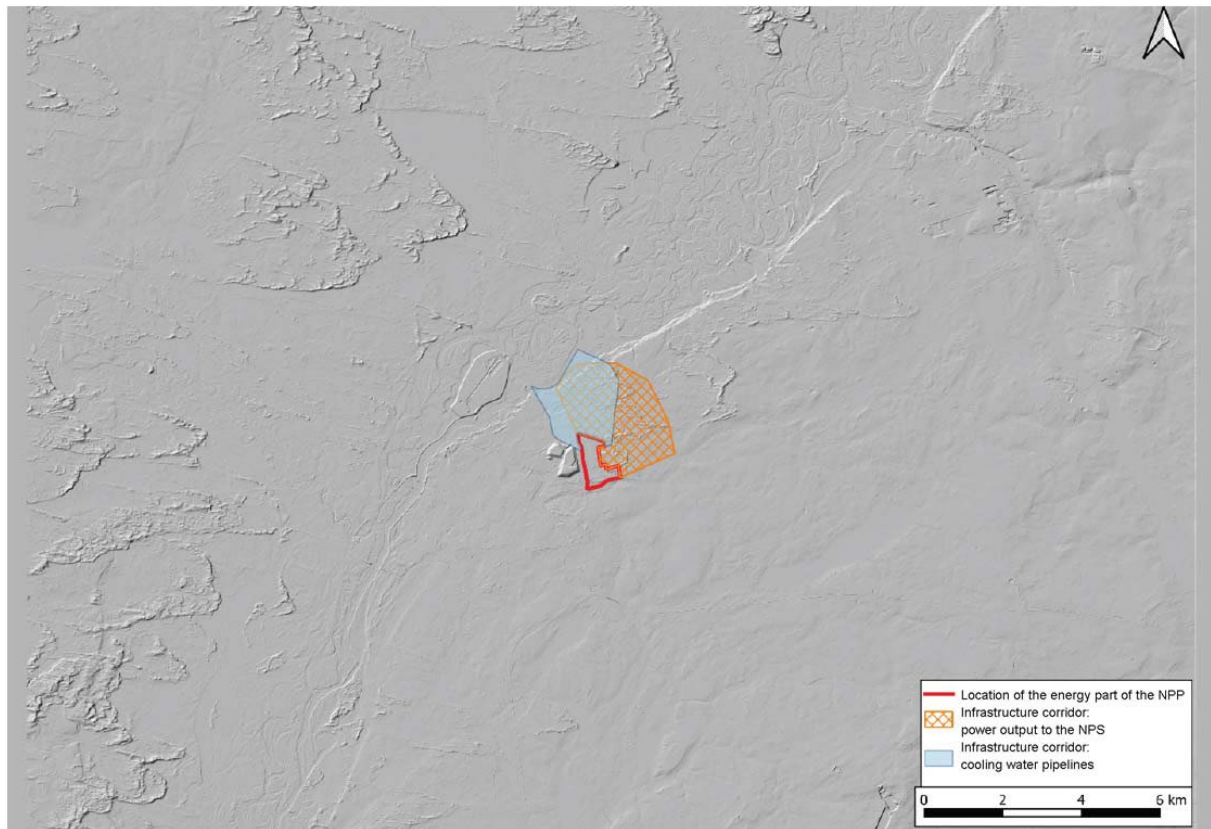 Location of the energy part of the NPP
Infrastructure corridor:
power output to the NPS
Infrastructure corridor:
cooling water pipelines
0 2 4 6 km